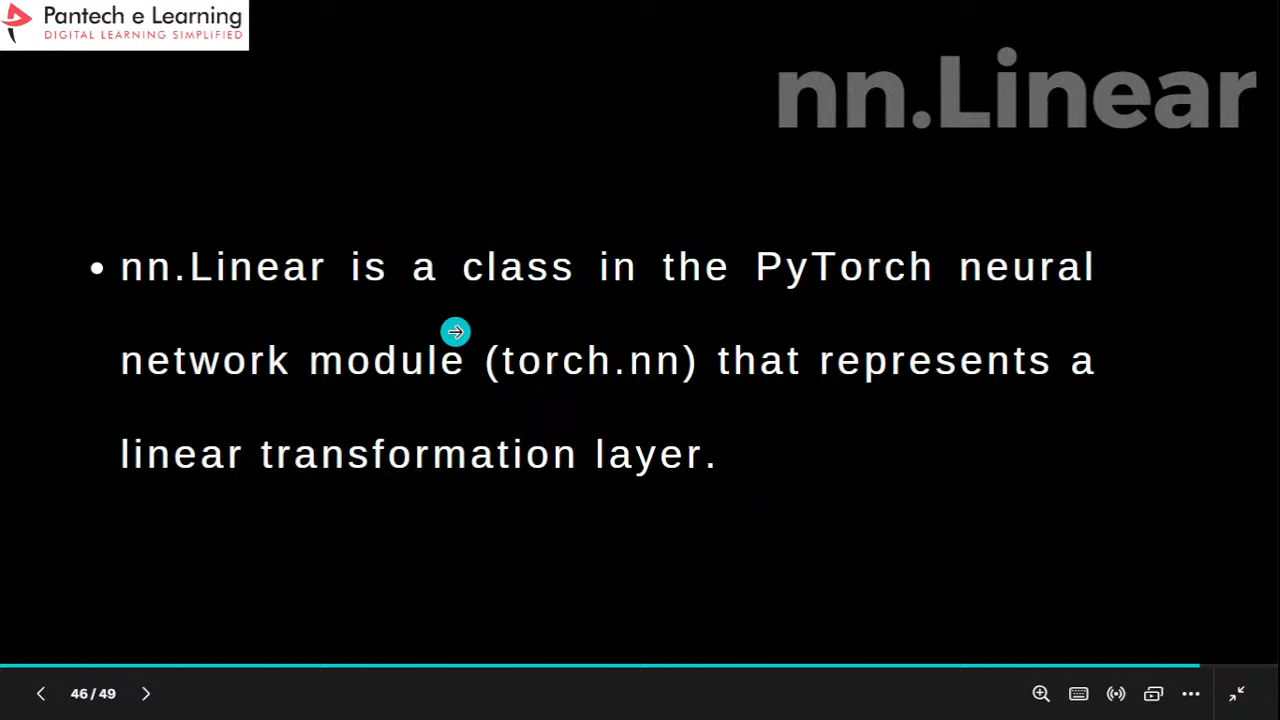 Pantech e Learning
DIGITAL LEARNING SIMPLIFIED
nn.Linear
• nn.Linear is a class in the PyTorch neural
network module (torch.nn) that represents a
linear transformation layer.
46 / 49